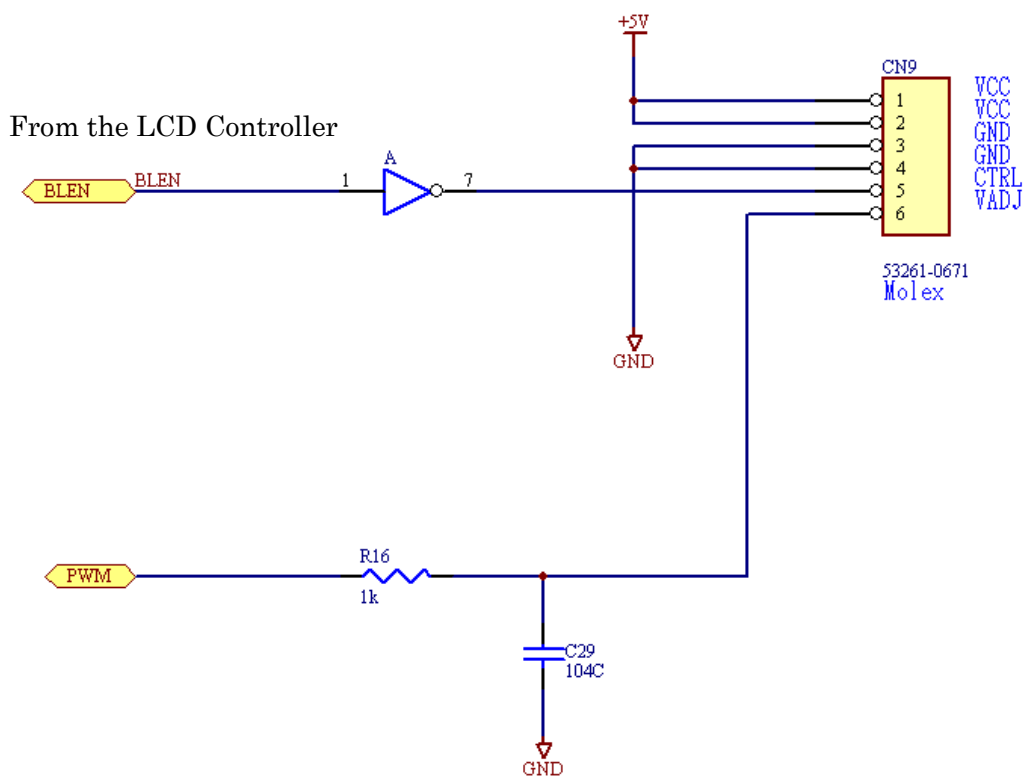 +5V
CN9
From the LCD Controller
A
BLEN
BLEN
1
7
1
2
3
4
5
6
VCC
VCC
GND
GND
CTRL
VADJ
53261-0671
Molex
GND
PWM
R16
1k
C29
104C
GND